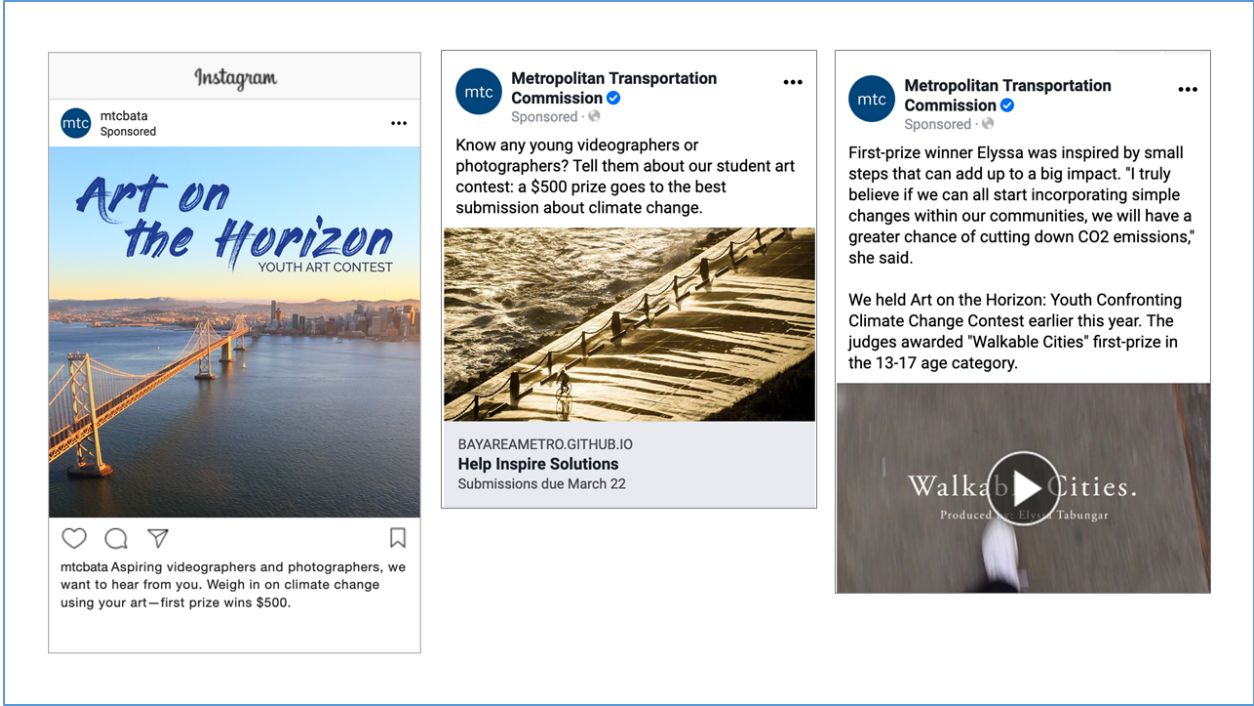 Instagram
mtc
mtcbata
Sponsored
Art on
the Horizon
YOUTH ART CONTEST
mtcbata Aspiring videographers and photographers, we
want to hear from you. Weigh in on climate change
using your art—first prize wins $500.
mtc
Metropolitan Transportation
Commission
Sponsored ·
Know any young videographers or
photographers? Tell them about our student art
contest: a $500 prize goes to the best
submission about climate change.
BAYAREAMETRO.GITHUB.IO
Help Inspire Solutions
Submissions due March 22
mtc
Metropolitan Transportation
Commission
Sponsored ·
First-prize winner Elyssa was inspired by small
steps that can add up to a big impact. "I truly
believe if we can all start incorporating simple
changes within our communities, we will have a
greater chance of cutting down CO2 emissions,"
she said.
We held Art on the Horizon: Youth Confronting
Climate Change Contest earlier this year. The
judges awarded "Walkable Cities" first-prize in
the 13-17 age category.
Walkable Cities.
Produced by: Elyssa Tabungar